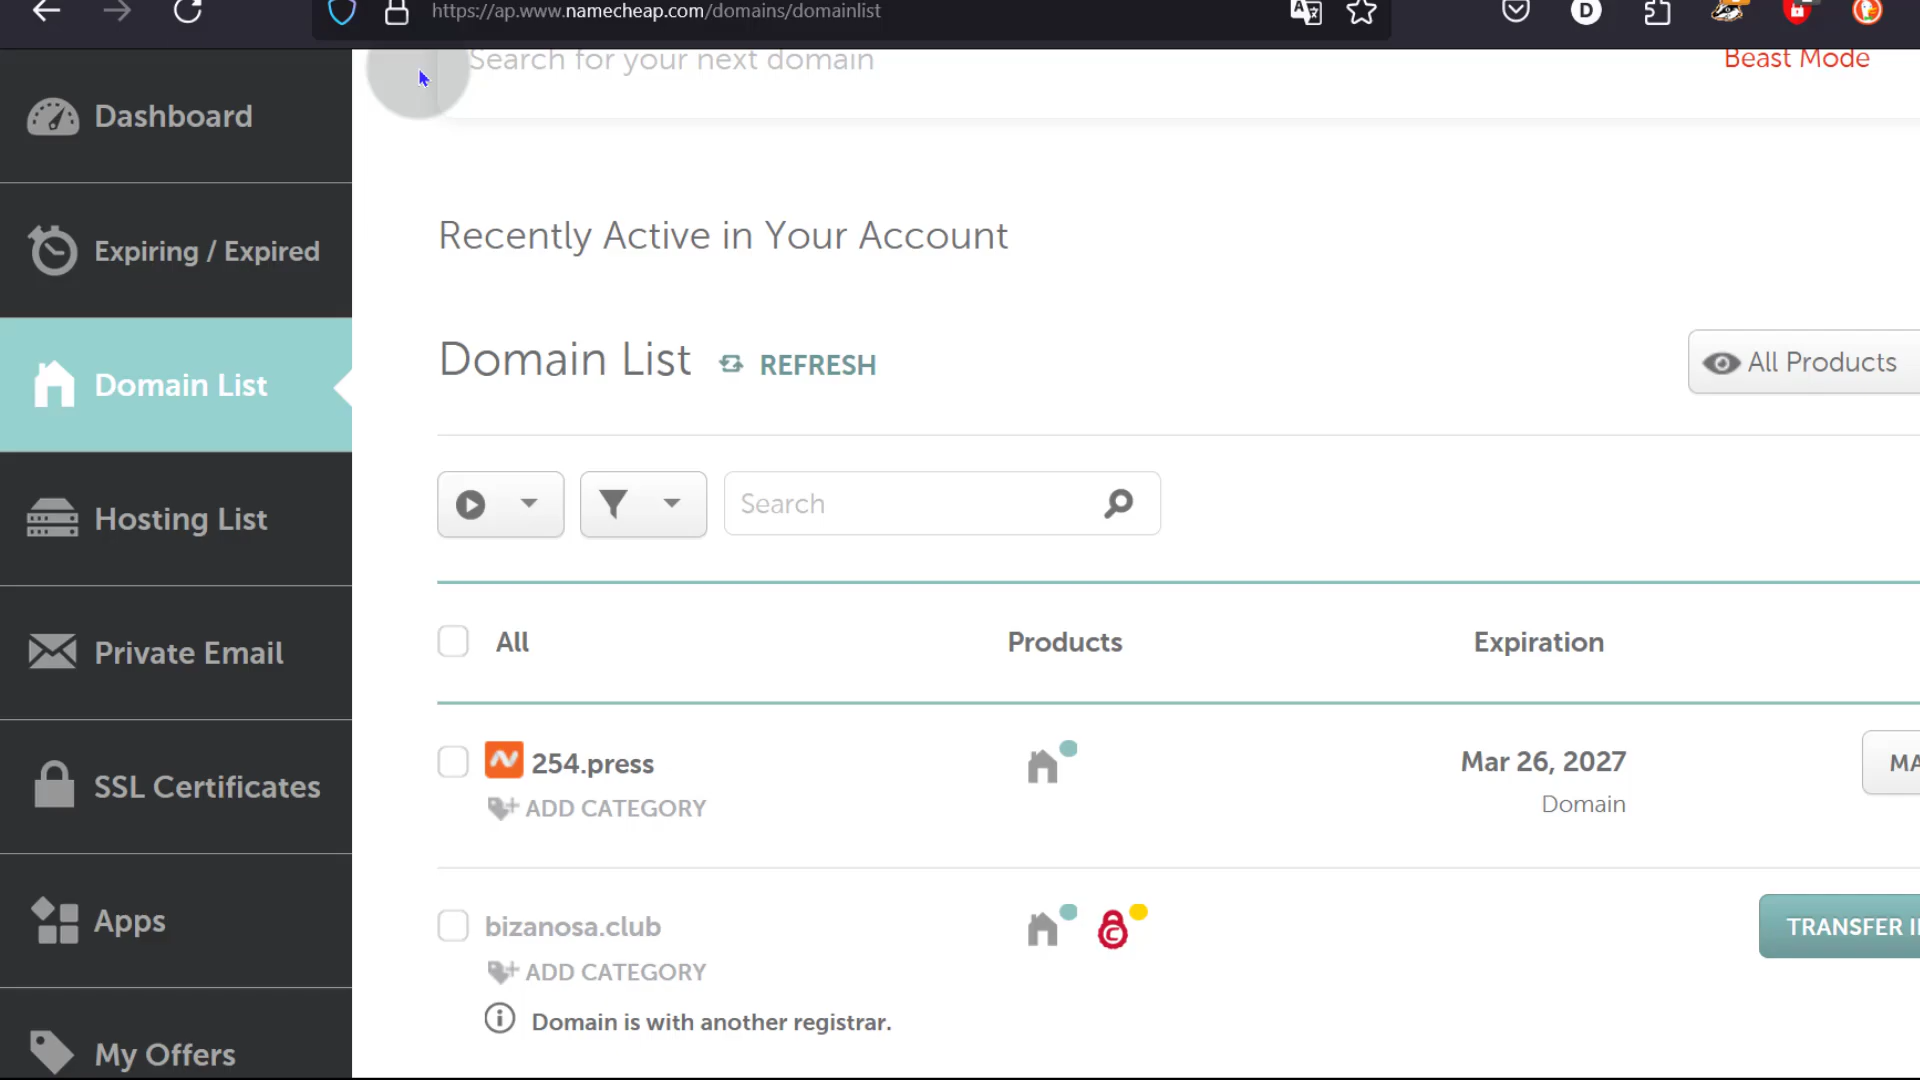 https://ap.www.namecheap.com/domains/domainlist
D
Search for your next domain
Beast Mode
Dashboard
Expiring / Expired
Domain List
Hosting List
Private Email
SSL Certificates
Apps
My Offers
Recently Active in Your Account
Domain List REFRESH
All Products
Search
All Products Expiration
254.press
Mar 26, 2027
MA
ADD CATEGORY
Domain
bizanosa.club
TRANSFER I
ADD CATEGORY
Domain is with another registrar.